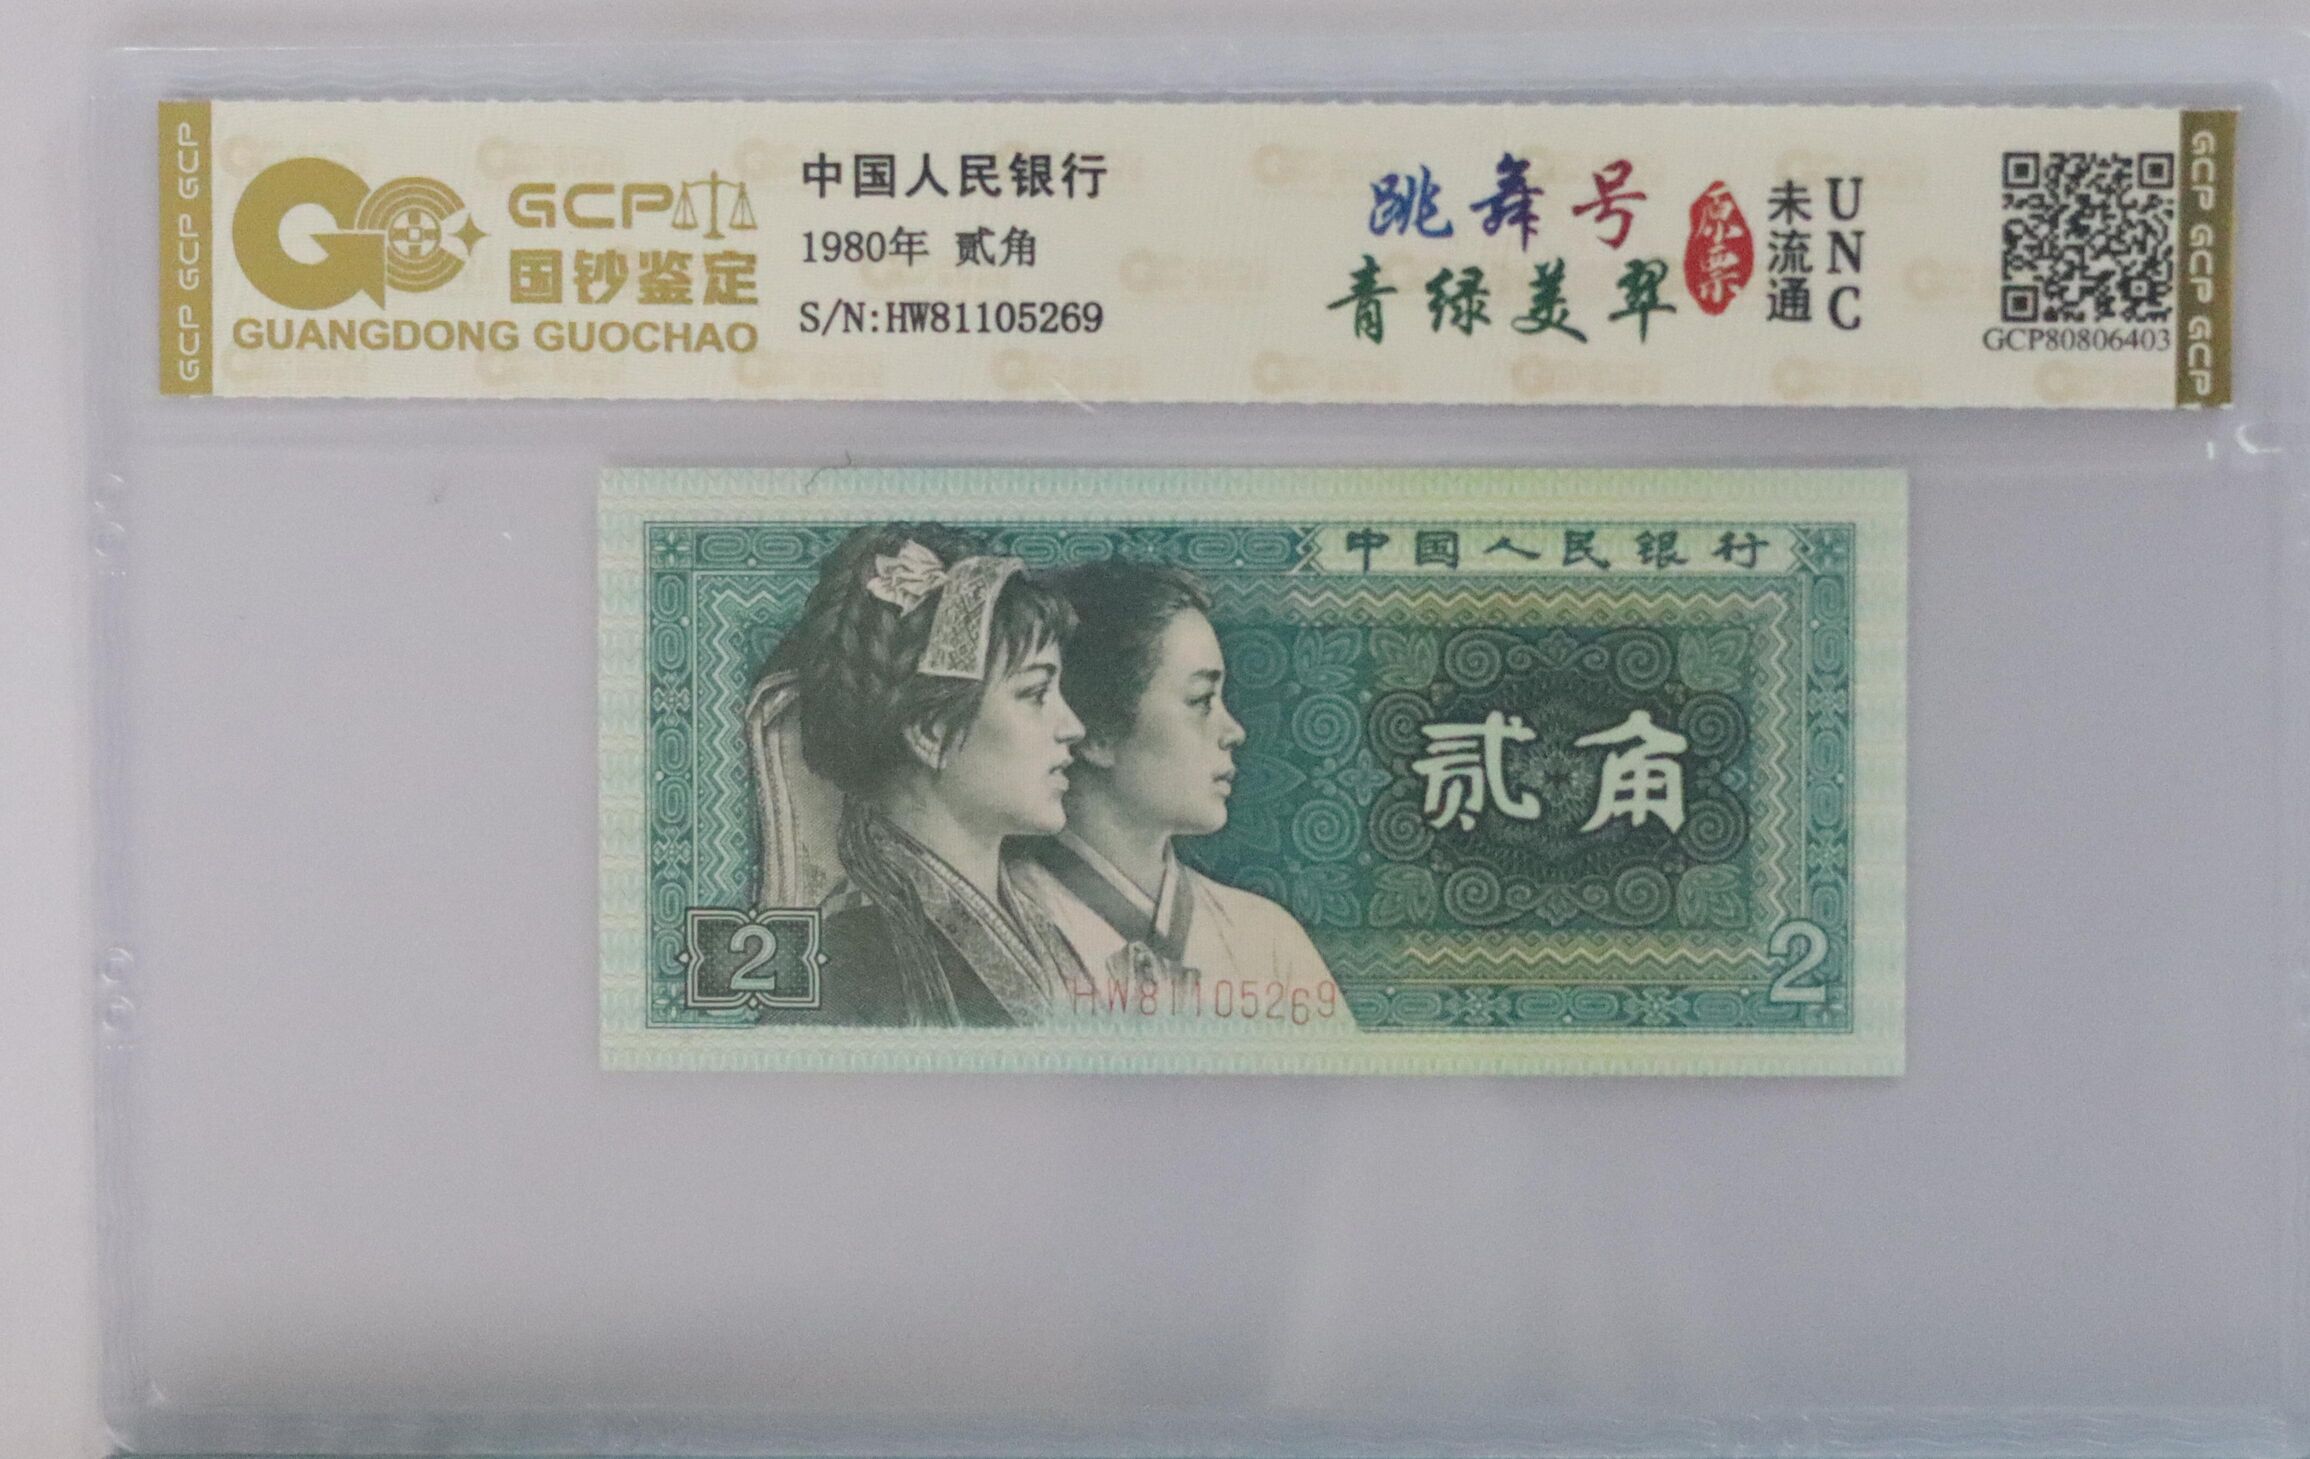 GCP GCP GCP
GCP
国钞鉴定
GUANGDONG GUOCHAO
中国人民银行
1980年 贰角
S/N:HW81105269
跳舞号
青绿美翠
原票
未流通
UNC
GCP80806403
GCP GCP GCP
中国人民银行
贰角
2
HW81105269
2